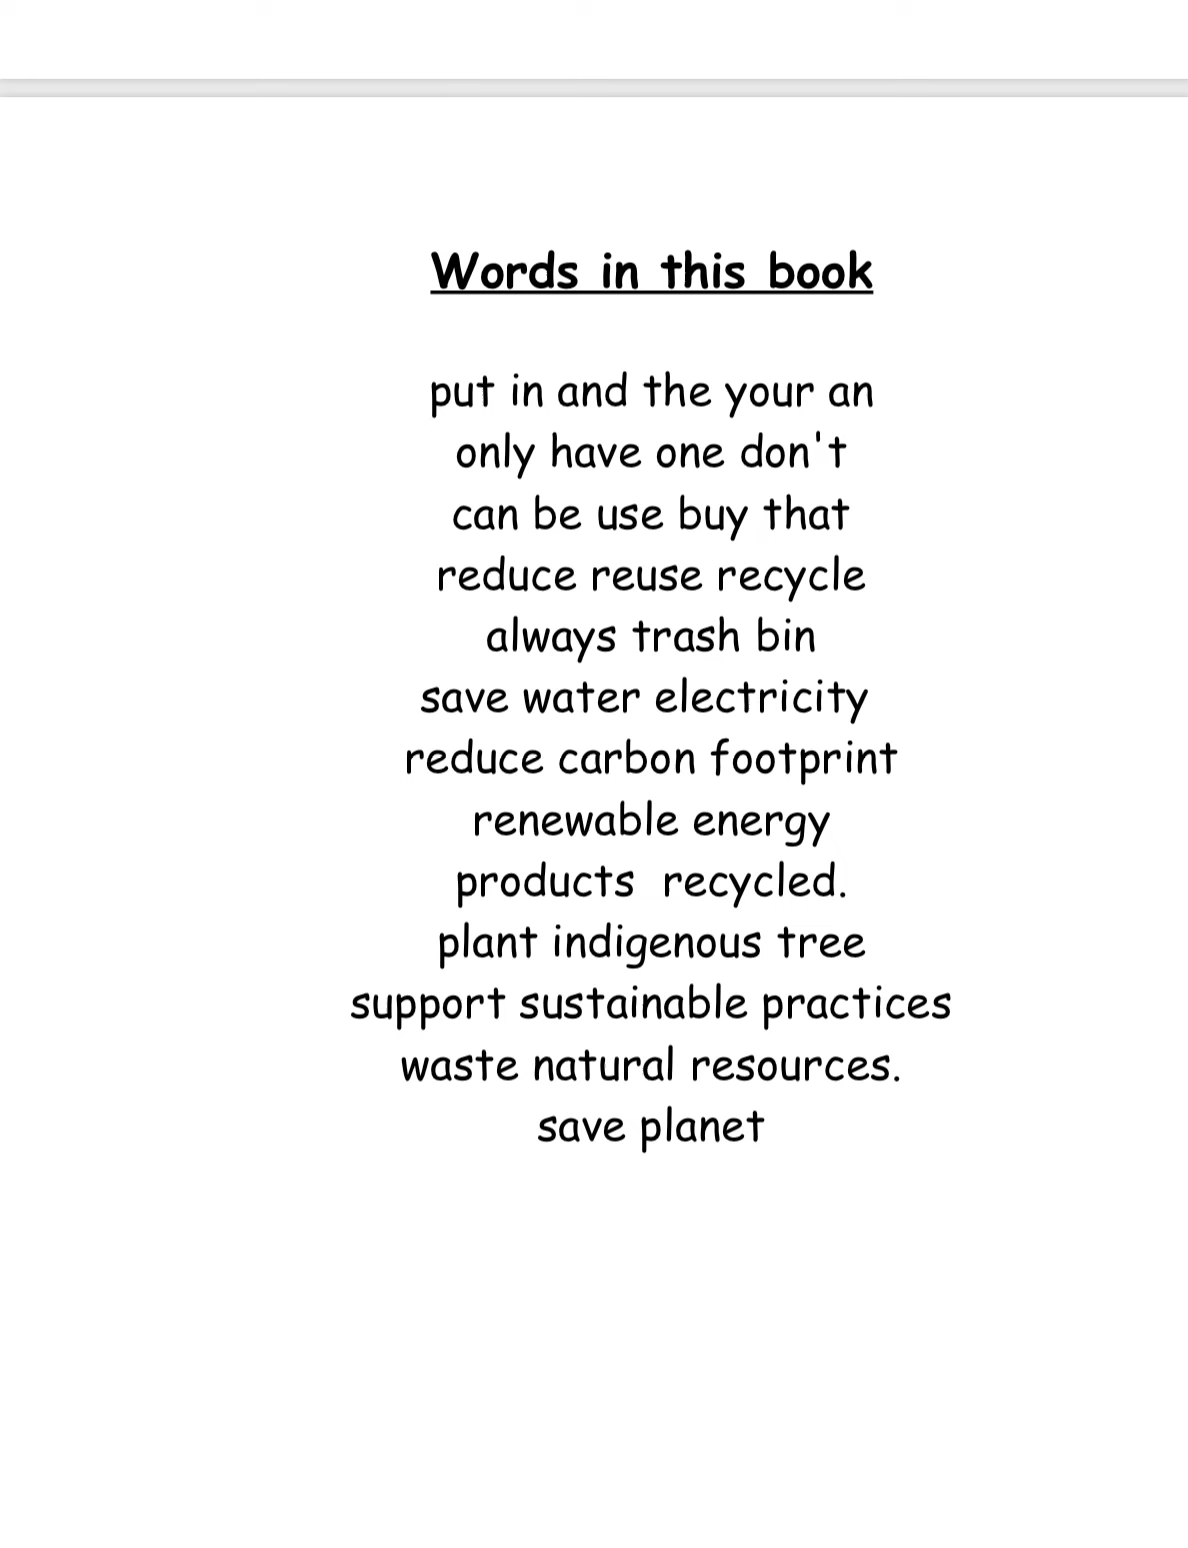 Words in this book
put in and the your an
only have one don't
can be use buy that
reduce reuse recycle
always trash bin
save water electricity
reduce carbon footprint
renewable energy
products  recycled.
plant indigenous tree
support sustainable practices
waste natural resources.
save planet